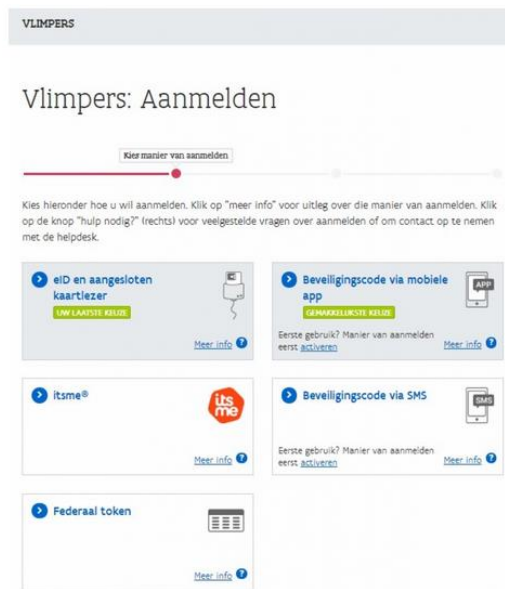 VLIMPERS
Vlimpers: Aanmelden
Kies manier van aanmelden
Kies hieronder hoe u wil aanmelden. Klik op "meer info" voor uitleg over die manier van aanmelden. Klik
op de knop "hulp nodig?" (rechts) voor veelgestelde vragen over aanmelden of om contact op te nemen
met de helpdesk.
eID en aangesloten
kaartlezer
UW LAATSTE KEUZE
Meer info ?
Beveiligingscode via mobiele
app
APP
GEMAKKELIJKSTE KEUZE
Eerste gebruik? Manier van aanmelden
eerst activeren
Meer info ?
itsme®
its
me
Meer info ?
Beveiligingscode via SMS
SMS
Eerste gebruik? Manier van aanmelden
eerst activeren
Meer info ?
Federaal token
Meer info ?